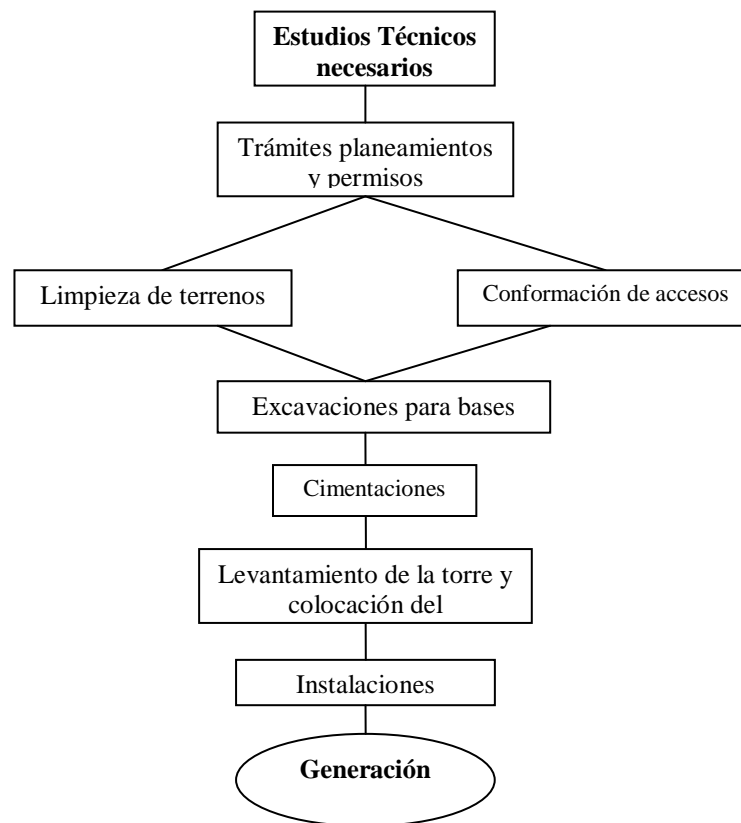 Estudios Técnicos
necesarios
Trámites planeamientos
y permisos
Limpieza de terrenos
Conformación de accesos
Excavaciones para bases
Cimentaciones
Levantamiento de la torre y
colocación del
Instalaciones
Generación